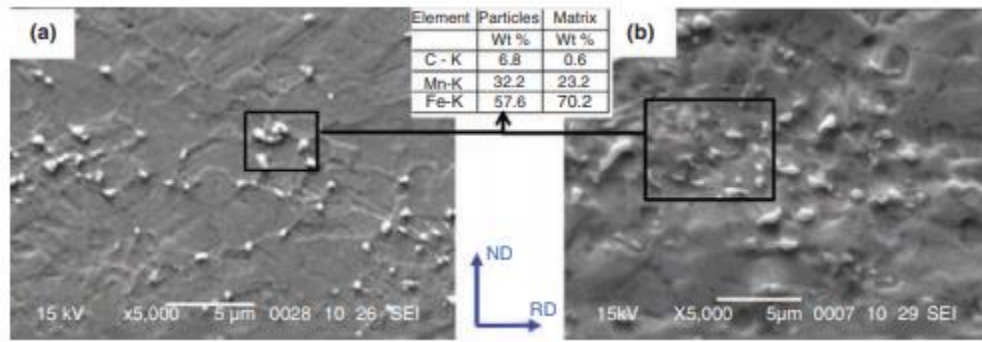 (a)
Element Particles Matrix
Wt % Wt %
C - K 6.8 0.6
Mn-K 32.2 23.2
Fe-K 57.6 70.2
(b)
ND
RD
15 kV x5,000 5 µm 0028 10 26 SEI
15kV X5,000 5µm 0007 10 29 SEI